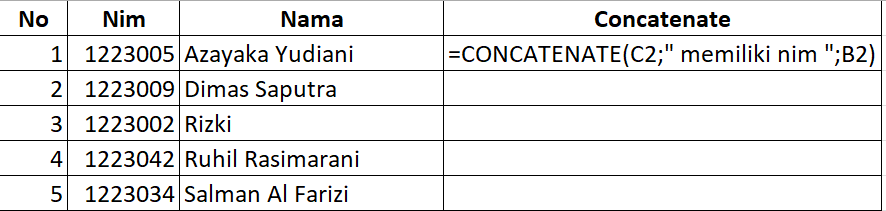 No Nim Nama Concatenate
1 1223005 Azayaka Yudiani =CONCATENATE(C2;" memiliki nim ";B2)
2 1223009 Dimas Saputra
3 1223002 Rizki
4 1223042 Ruhil Rasimarani
5 1223034 Salman Al Farizi